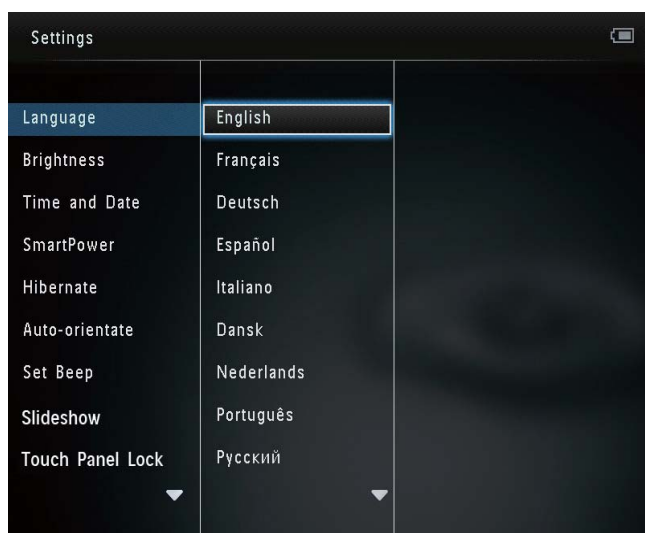 Settings
Language
Brightness
Time and Date
SmartPower
Hibernate
Auto-orientate
Set Beep
Slideshow
Touch Panel Lock
English
Français
Deutsch
Español
Italiano
Dansk
Nederlands
Português
Русский